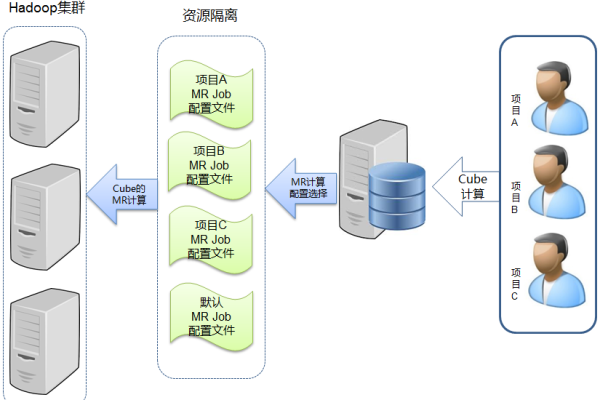 Hadoop集群
资源隔离
项目A
MR Job
配置文件
项目B
MR Job
配置文件
项目C
MR Job
配置文件
默认
MR Job
配置文件
Cube的
MR计算
MR计算
配置选择
Cube
计算
项
目
A
项
目
B
项
目
C